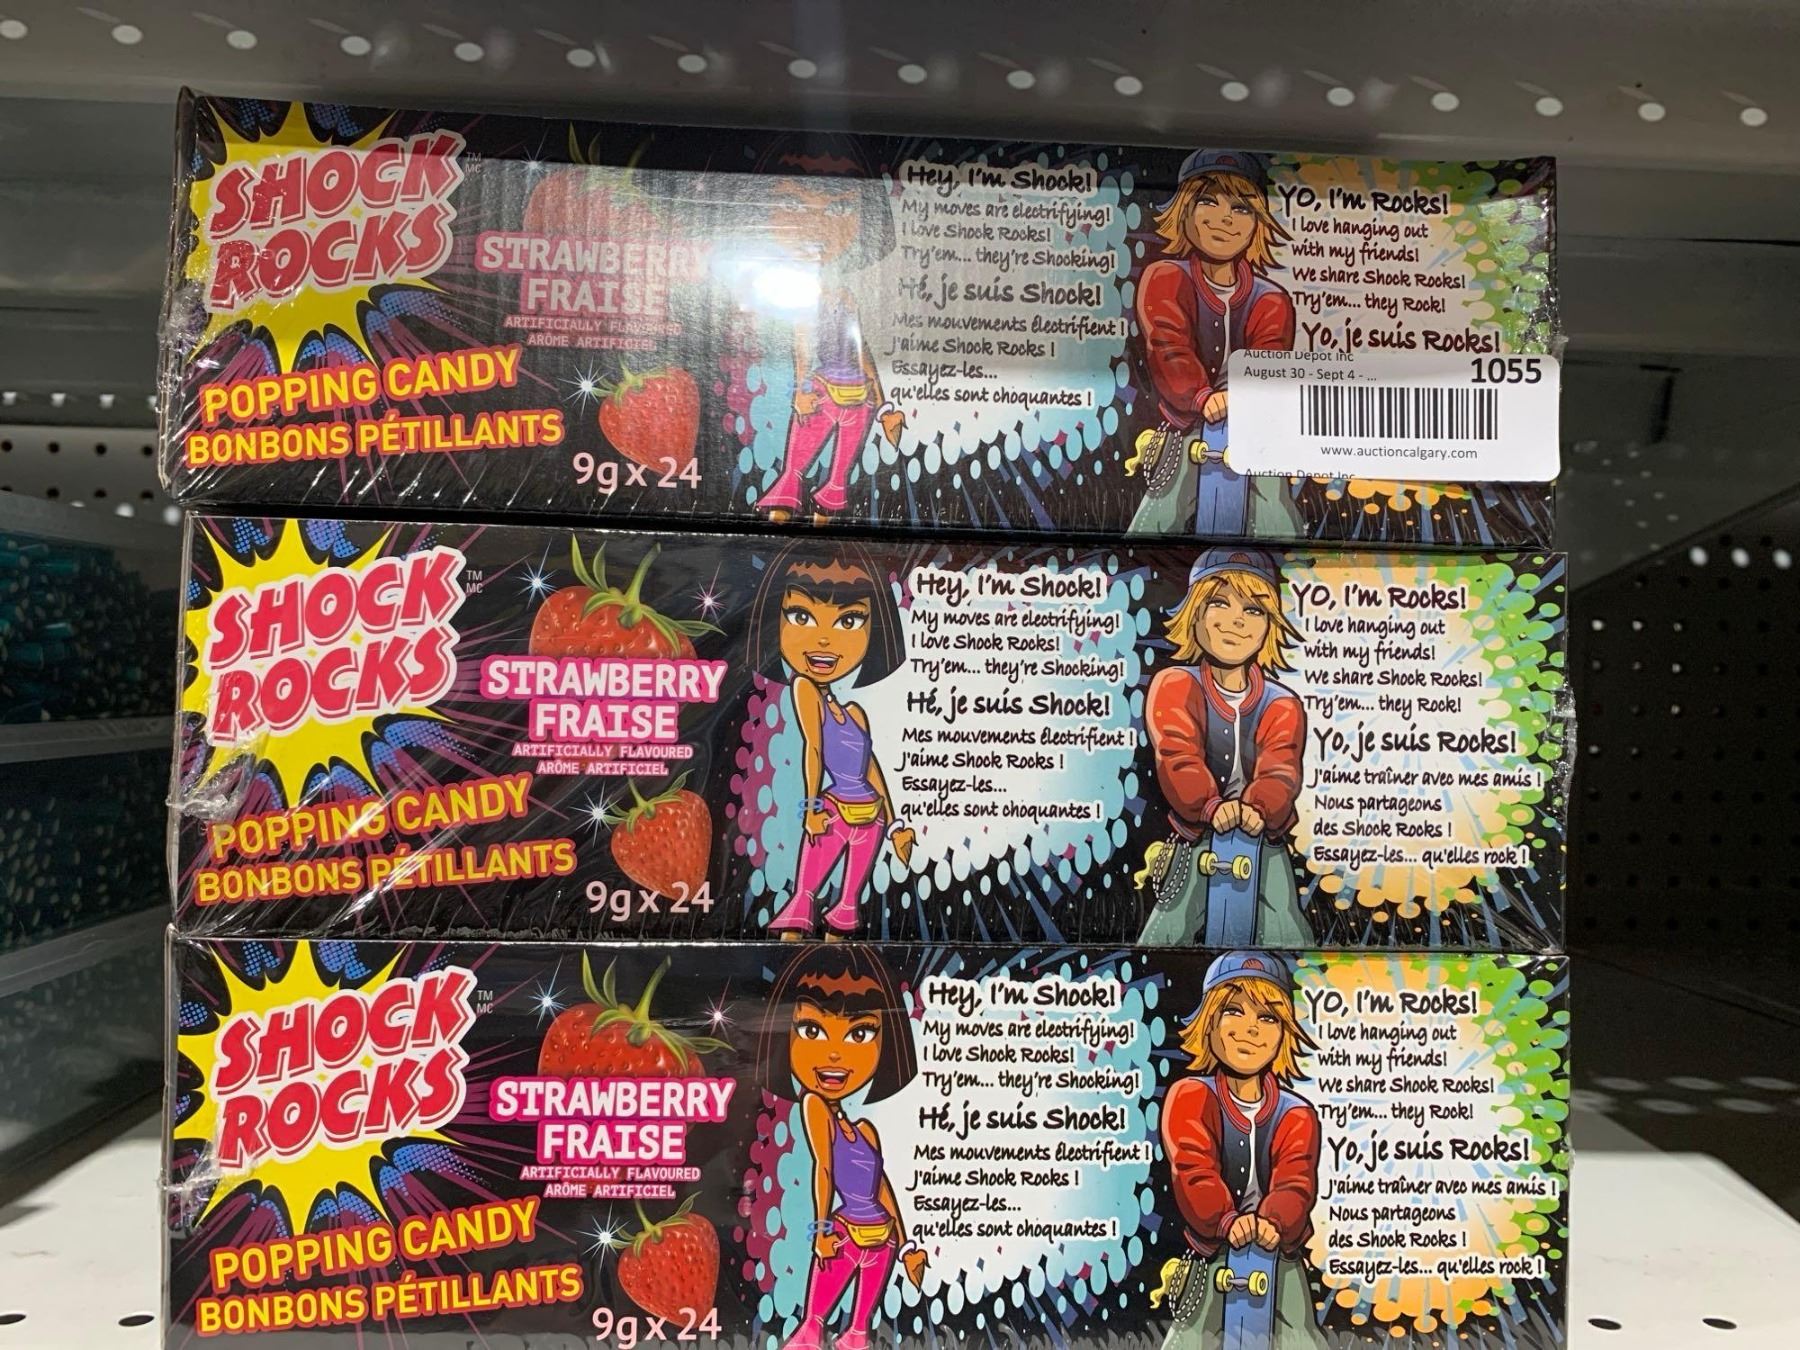 SHOCK
ROCKS
TM
MC
STRAWBERRY
FRAISE
ARTIFICIALLY FLAVOURED
ARÔME ARTIFICIEL
POPPING CANDY
BONBONS PÉTILLANTS
9g x 24
Hey, I'm Shock!
My moves are electrifying!
I love Shock Rocks!
Try'em... they're Shocking!
Hé, je suis Shock!
Mes mouvements électrifient !
J'aime Shock Rocks !
Essayez-les...
qu'elles sont choquantes !
YO, I'm Rocks!
I love hanging out
with my friends!
We share Shock Rocks!
Try'em... they Rock!
Yo, je suis Rocks!
Auction Depot Inc
August 30 - Sept 4 - ...
1055
www.auctioncalgary.com
Auction Depot Inc
SHOCK
ROCKS
TM
MC
STRAWBERRY
FRAISE
ARTIFICIALLY FLAVOURED
ARÔME ARTIFICIEL
POPPING CANDY
BONBONS PÉTILLANTS
9g x 24
Hey, I'm Shock!
My moves are electrifying!
I love Shock Rocks!
Try'em... they're Shocking!
Hé, je suis Shock!
Mes mouvements électrifient !
J'aime Shock Rocks !
Essayez-les...
qu'elles sont choquantes !
YO, I'm Rocks!
I love hanging out
with my friends!
We share Shock Rocks!
Try'em... they Rock!
Yo, je suis Rocks!
J'aime traîner avec mes amis !
Nous partageons
des Shock Rocks !
Essayez-les... qu'elles rock !
SHOCK
ROCKS
TM
MC
STRAWBERRY
FRAISE
ARTIFICIALLY FLAVOURED
ARÔME ARTIFICIEL
POPPING CANDY
BONBONS PÉTILLANTS
9g x 24
Hey, I'm Shock!
My moves are electrifying!
I love Shock Rocks!
Try'em... they're Shocking!
Hé, je suis Shock!
Mes mouvements électrifient !
J'aime Shock Rocks !
Essayez-les...
qu'elles sont choquantes !
YO, I'm Rocks!
I love hanging out
with my friends!
We share Shock Rocks!
Try'em... they Rock!
Yo, je suis Rocks!
J'aime traîner avec mes amis !
Nous partageons
des Shock Rocks !
Essayez-les... qu'elles rock !